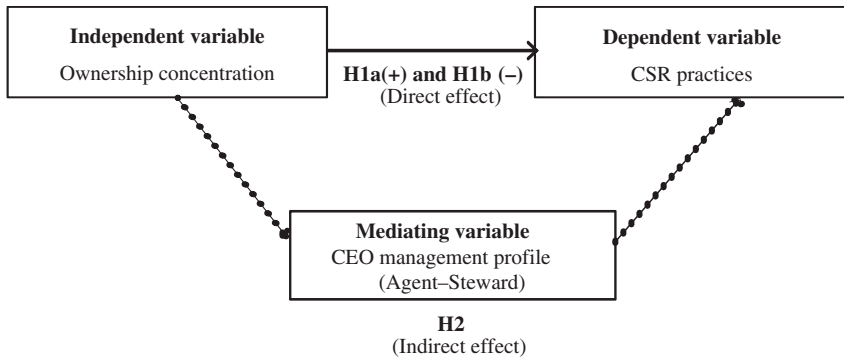 Independent variable
Ownership concentration
H1a(+) and H1b (–)
(Direct effect)
Dependent variable
CSR practices
Mediating variable
CEO management profile
(Agent–Steward)
H2
(Indirect effect)